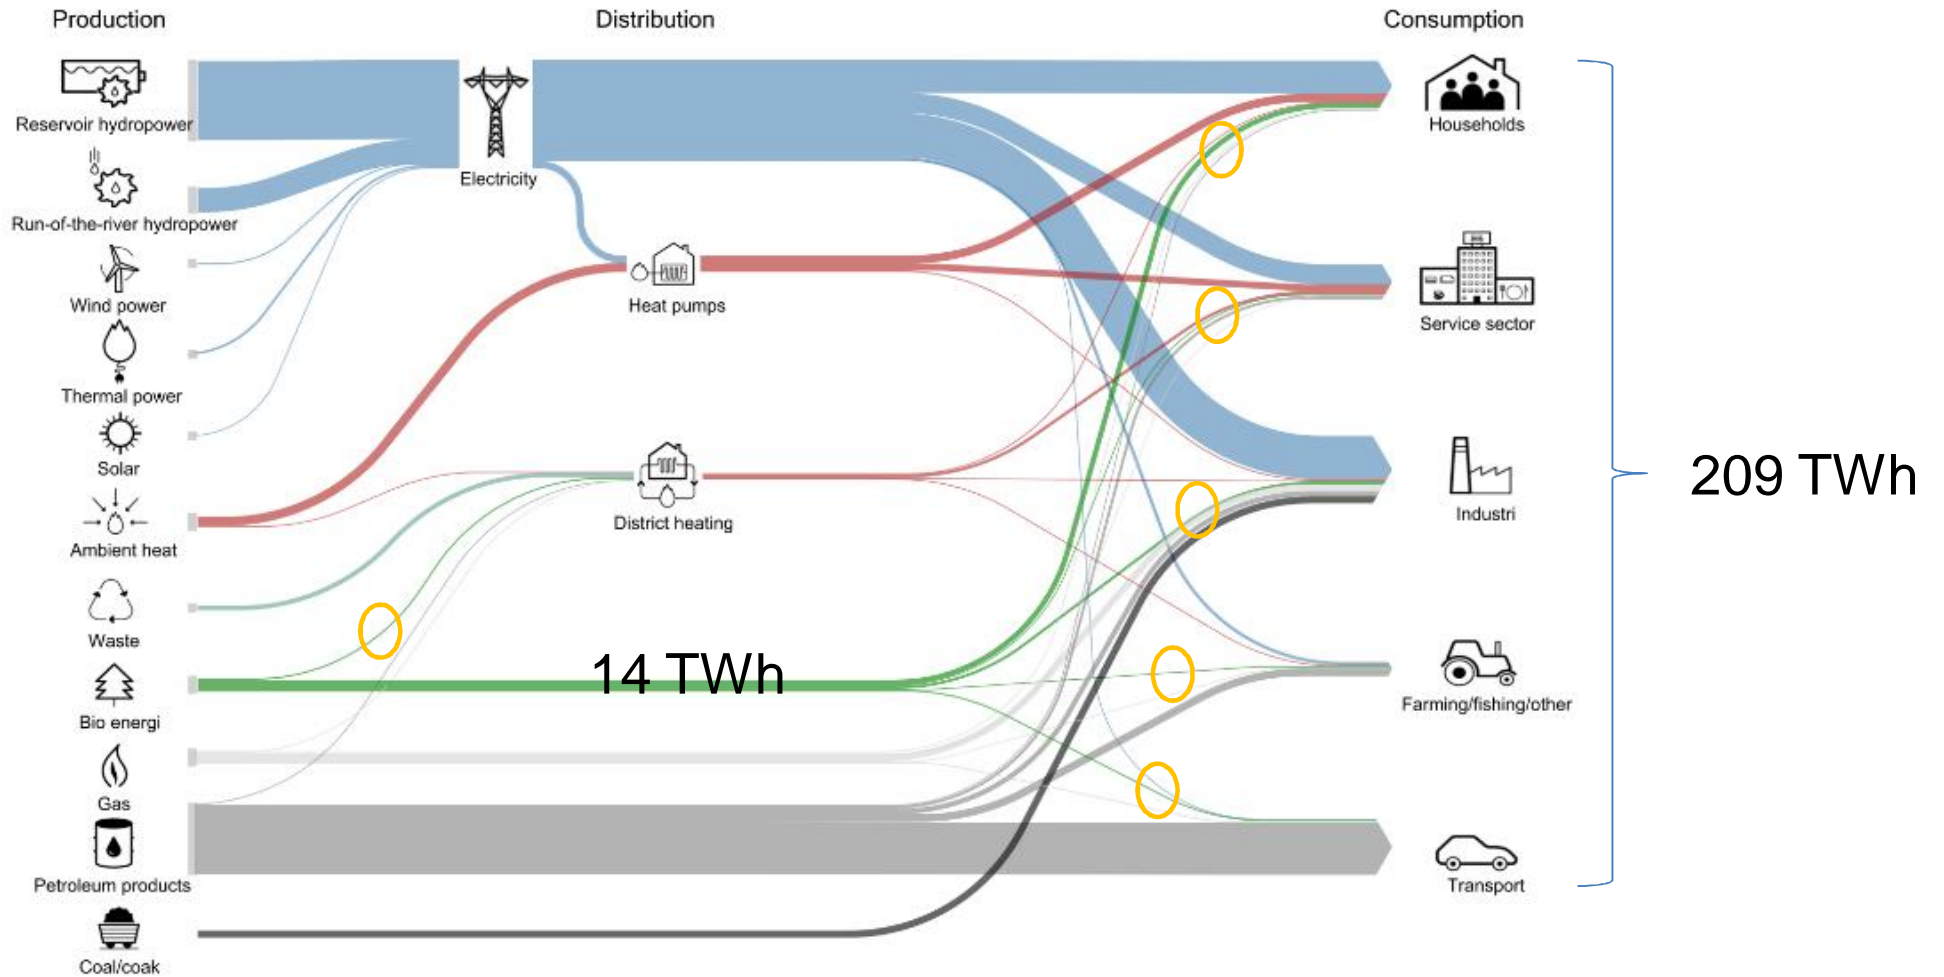 Production
Distribution
Consumption
Reservoir hydropower
Run-of-the-river hydropower
Wind power
Thermal power
Solar
Ambient heat
Waste
Bio energi
Gas
Petroleum products
Coal/coak
Electricity
Heat pumps
District heating
14 TWh
Households
Service sector
Industri
Farming/fishing/other
Transport
209 TWh